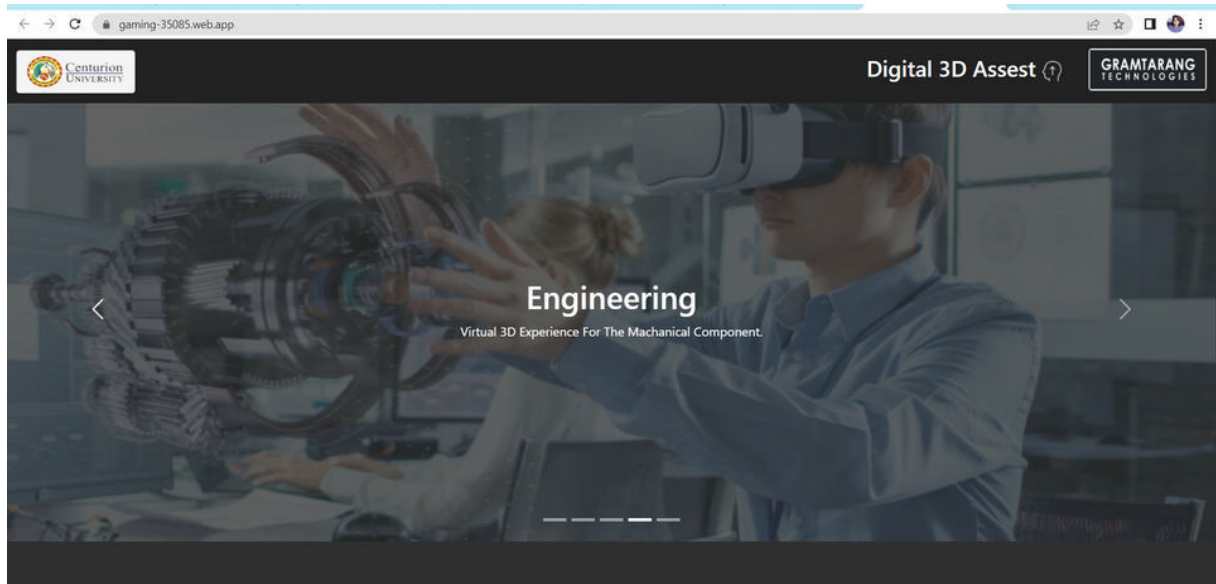 gaming-35085.web.app
Centurion
UNIVERSITY
Digital 3D Assest
GRAMTARANG
TECHNOLOGIES
Engineering
Virtual 3D Experience For The Machanical Component.